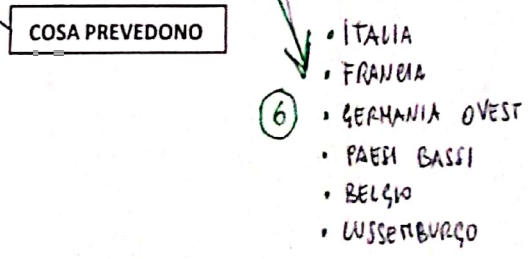 COSA PREVEDONO
• ITALIA
• FRANCIA
6
• GERMANIA OVEST
• PAESI BASSI
• BELGIO
• LUSSEMBURGO